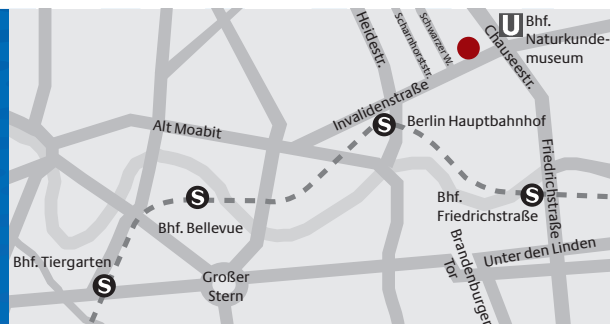 U
Bhf.
Naturkunde-
museum
Heidestr.
Scharnhorststr.
Schwarzer W.
Chauseestr.
Invalidenstraße
S
Berlin Hauptbahnhof
Alt Moabit
Friedrichstraße
S
Bhf. Bellevue
S
Bhf.
Friedrichstraße
Brandenburger
Tor
Unter den Linden
Bhf. Tiergarten
S
Großer
Stern